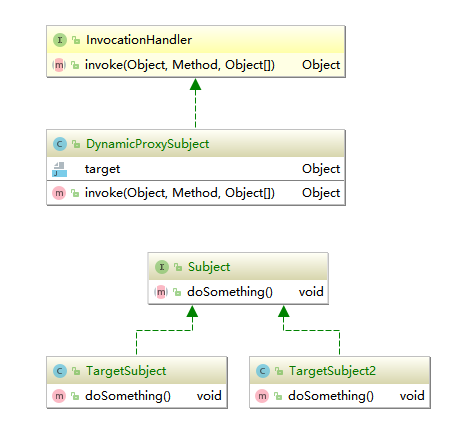 I InvocationHandler
m invoke(Object, Method, Object[]) Object
C DynamicProxySubject
target Object
m invoke(Object, Method, Object[]) Object
I Subject
m doSomething() void
C TargetSubject
m doSomething() void
C TargetSubject2
m doSomething() void